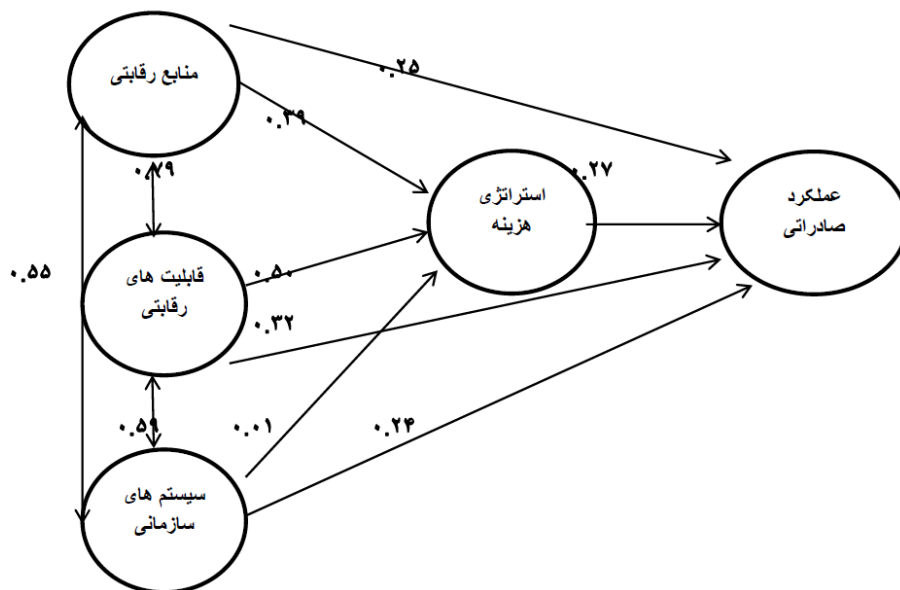 منابع رقابتی
۰.۲۵
۰.۳۹
۰.۷۹
استراتژی
هزینه
۰.۲۷
عملکرد
صادراتی
۰.۵۵
قابلیت های
رقابتی
۰.۵۰
۰.۳۲
۰.۵۹
۰.۰۱
۰.۲۴
سیستم های
سازمانی